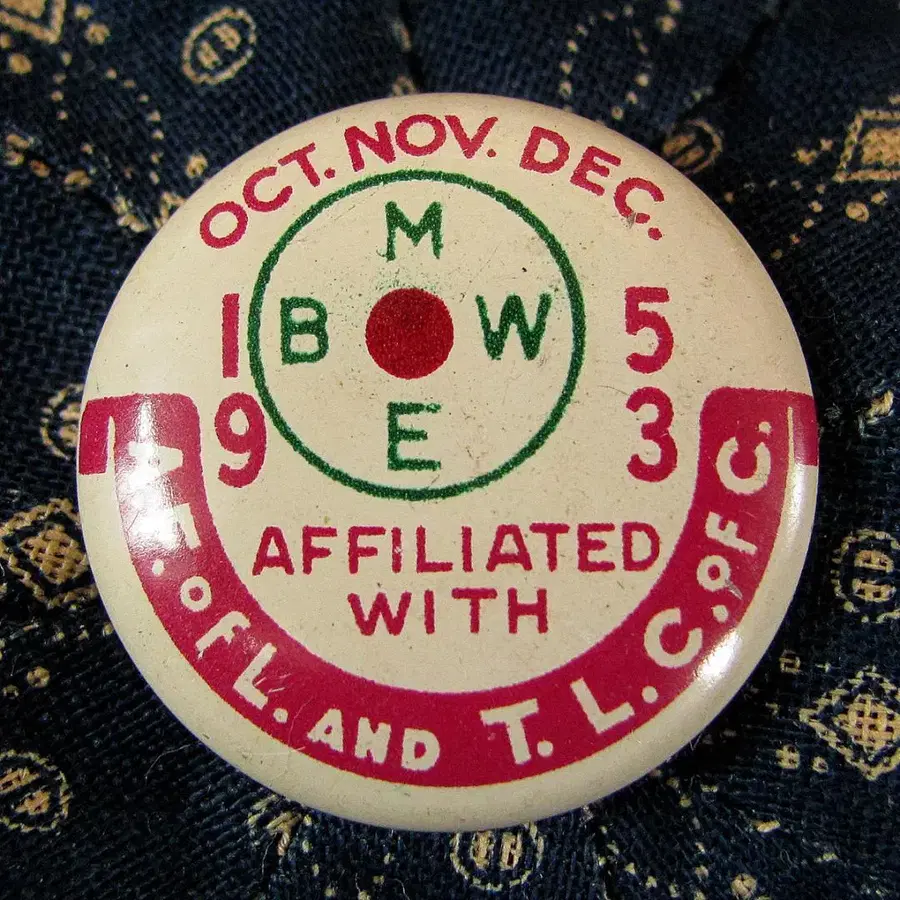 OCT. NOV. DEC.
M
B W
E
1 5
9 3
AFFILIATED
WITH
A.F. of L. AND T. L. C. of C.